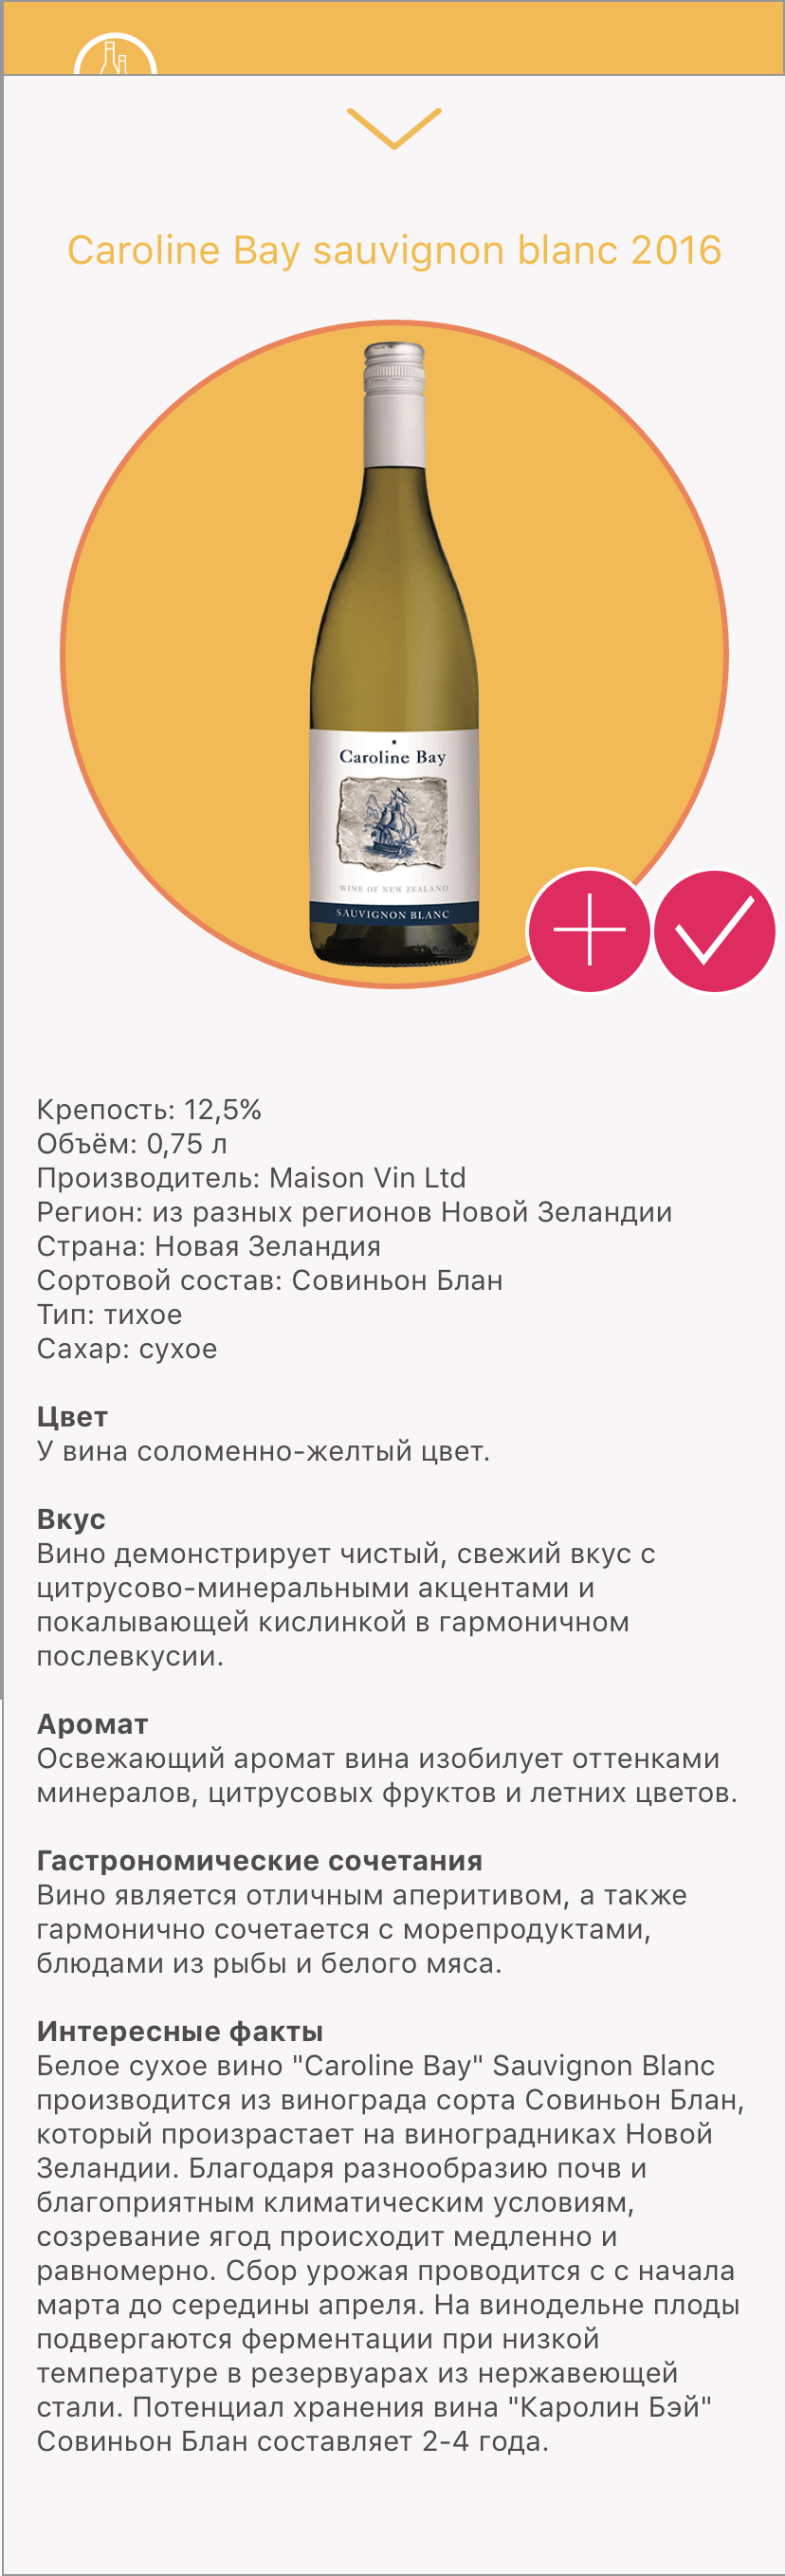 Caroline Bay sauvignon blanc 2016
Caroline Bay
WINE OF NEW ZEALAND
SAUVIGNON BLANC
Крепость: 12,5%
Объём: 0,75 л
Производитель: Maison Vin Ltd
Регион: из разных регионов Новой Зеландии
Страна: Новая Зеландия
Сортовой состав: Совиньон Блан
Тип: тихое
Сахар: сухое
Цвет
У вина соломенно-желтый цвет.
Вкус
Вино демонстрирует чистый, свежий вкус с
цитрусово-минеральными акцентами и
покалывающей кислинкой в гармоничном
послевкусии.
Аромат
Освежающий аромат вина изобилует оттенками
минералов, цитрусовых фруктов и летних цветов.
Гастрономические сочетания
Вино является отличным аперитивом, а также
гармонично сочетается с морепродуктами,
блюдами из рыбы и белого мяса.
Интересные факты
Белое сухое вино "Caroline Bay" Sauvignon Blanc
производится из винограда сорта Совиньон Блан,
который произрастает на виноградниках Новой
Зеландии. Благодаря разнообразию почв и
благоприятным климатическим условиям,
созревание ягод происходит медленно и
равномерно. Сбор урожая проводится с с начала
марта до середины апреля. На винодельне плоды
подвергаются ферментации при низкой
температуре в резервуарах из нержавеющей
стали. Потенциал хранения вина "Каролин Бэй"
Совиньон Блан составляет 2-4 года.